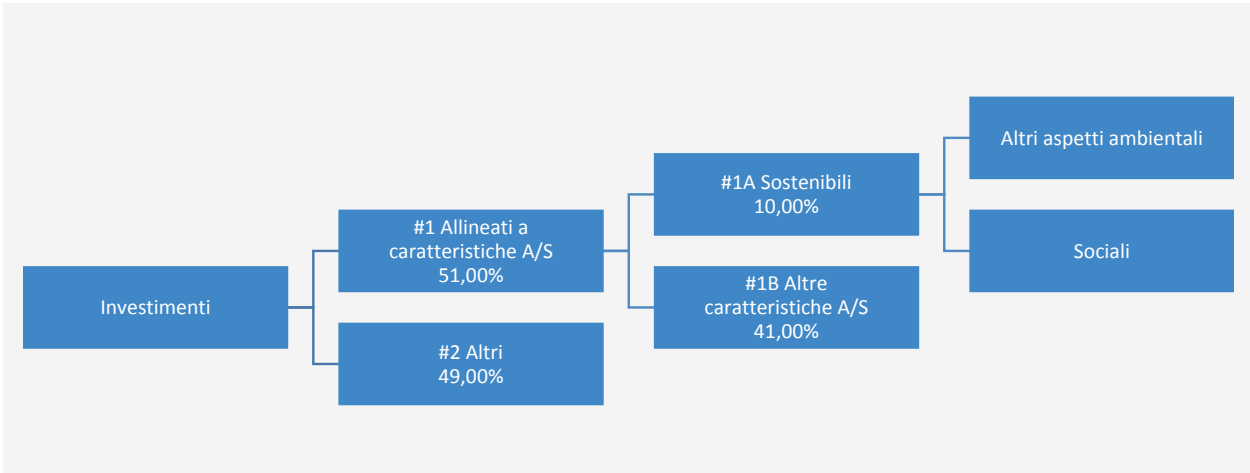 Investimenti
#1 Allineati a
caratteristiche A/S
51,00%
#2 Altri
49,00%
#1A Sostenibili
10,00%
#1B Altre
caratteristiche A/S
41,00%
Altri aspetti ambientali
Sociali